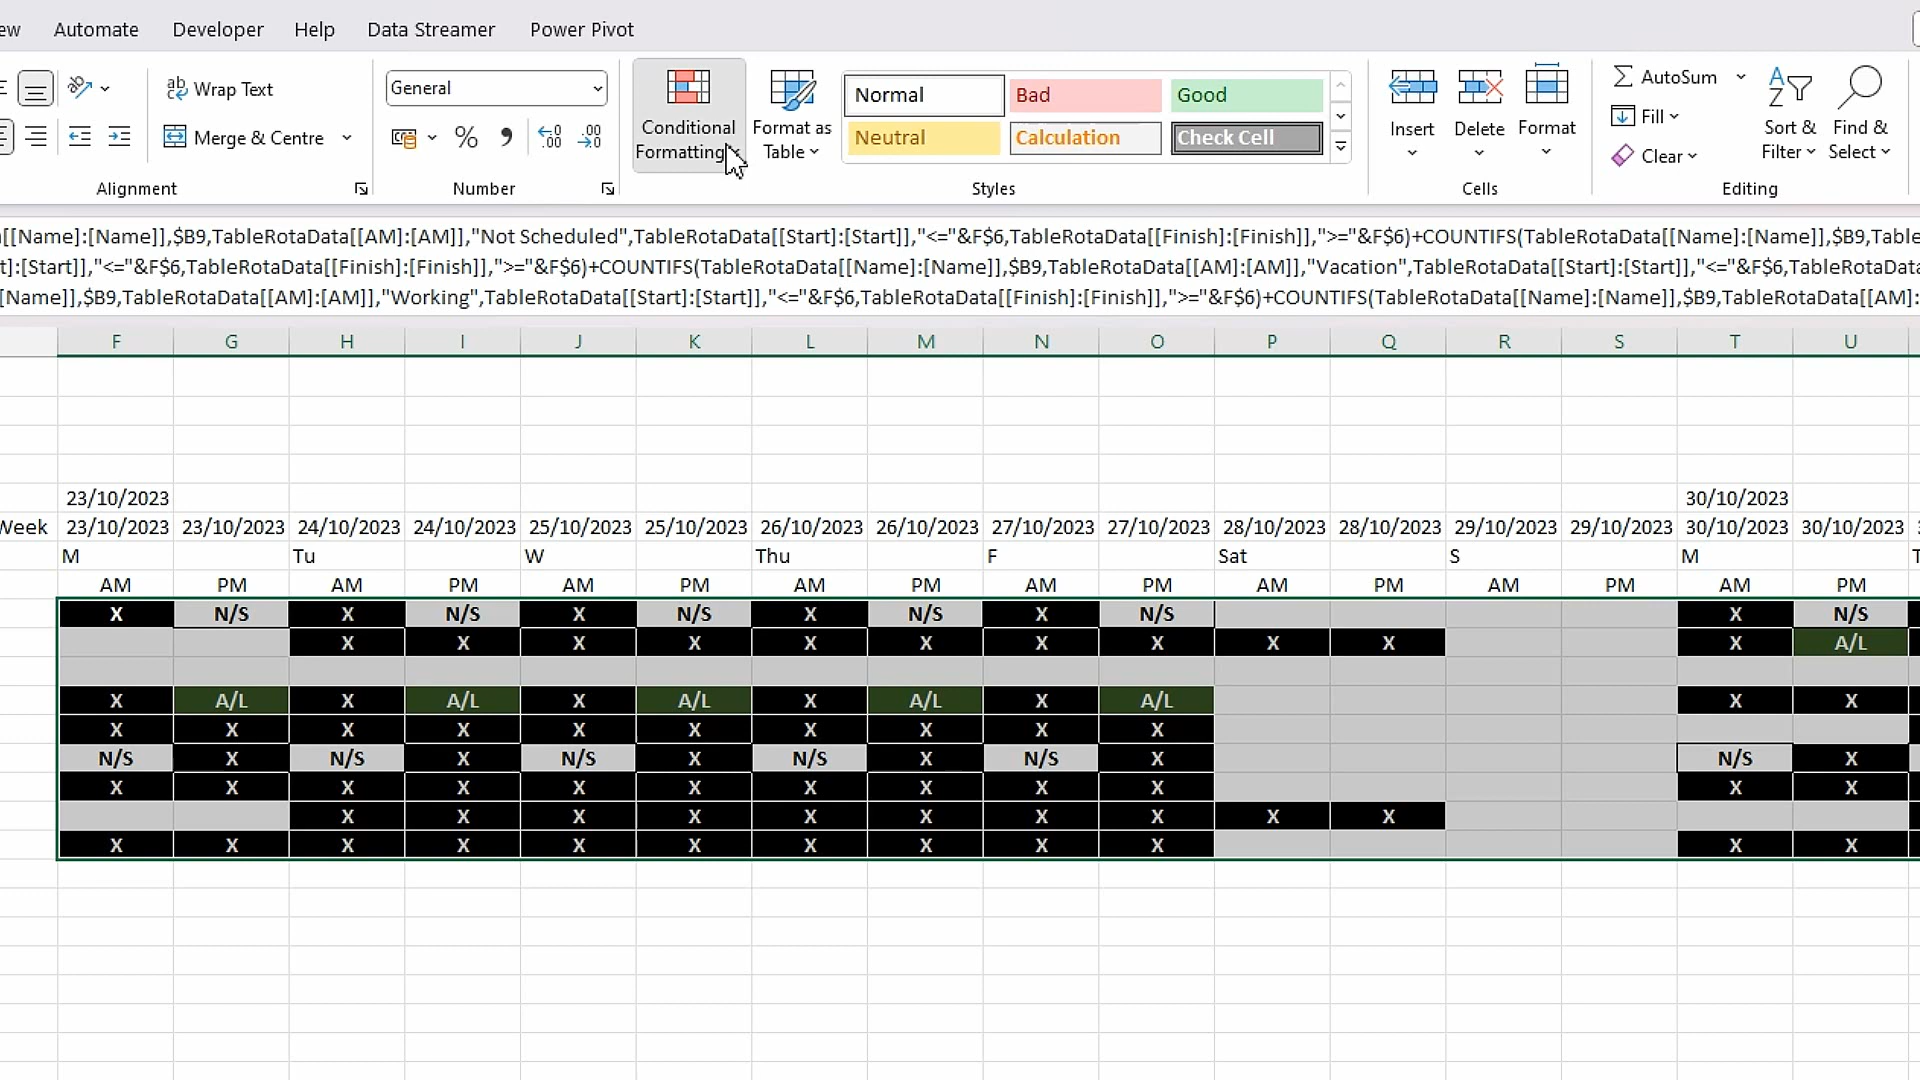 ew Automate Developer Help Data Streamer Power Pivot
ab Wrap Text General Conditional Formatting Format as Table Normal Bad Good Insert Delete Format AutoSum
Merge & Centre % Neutral Calculation Check Cell Fill Sort & Filter Find & Select
Clear
Alignment Number Styles Cells Editing
[[Name]:[Name]],$B9,TableRotaData[[AM]:[AM]],"Not Scheduled",TableRotaData[[Start]:[Start]],"<="&F$6,TableRotaData[[Finish]:[Finish]],">="&F$6)+COUNTIFS(TableRotaData[[Name]:[Name]],$B9,Table
t]:[Start]],"<="&F$6,TableRotaData[[Finish]:[Finish]],">="&F$6)+COUNTIFS(TableRotaData[[Name]:[Name]],$B9,TableRotaData[[AM]:[AM]],"Vacation",TableRotaData[[Start]:[Start]],"<="&F$6,TableRotaData
[Name]],$B9,TableRotaData[[AM]:[AM]],"Working",TableRotaData[[Start]:[Start]],"<="&F$6,TableRotaData[[Finish]:[Finish]],">="&F$6)+COUNTIFS(TableRotaData[[Name]:[Name]],$B9,TableRotaData[[AM]:
F G H I J K L M N O P Q R S T U
23/10/2023 30/10/2023
Week 23/10/2023 23/10/2023 24/10/2023 24/10/2023 25/10/2023 25/10/2023 26/10/2023 26/10/2023 27/10/2023 27/10/2023 28/10/2023 28/10/2023 29/10/2023 29/10/2023 30/10/2023 30/10/2023
M Tu W Thu F Sat S M T
AM PM AM PM AM PM AM PM AM PM AM PM AM PM AM PM
X N/S X N/S X N/S X N/S X N/S X N/S
X X X X X X X X X X X A/L
X A/L X A/L X A/L X A/L X A/L X X
X X X X X X X X X X
N/S X N/S X N/S X N/S X N/S X N/S X
X X X X X X X X X X X X
X X X X X X X X X X
X X X X X X X X X X X X